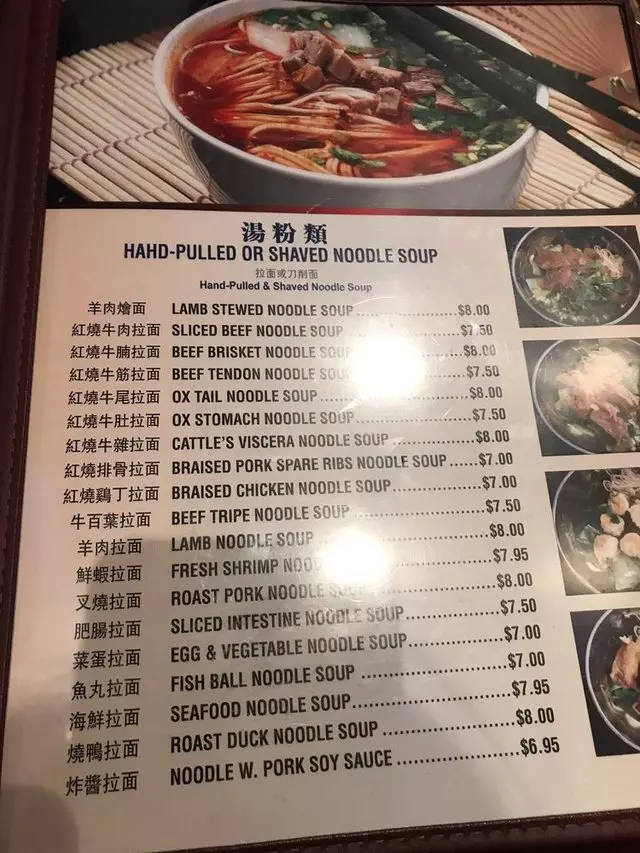 湯粉類
HAHD-PULLED OR SHAVED NOODLE SOUP
拉面或刀削面
Hand-Pulled & Shaved Noodle Soup
羊肉燴面 LAMB STEWED NOODLE SOUP.....................$8.00
紅燒牛肉拉面 SLICED BEEF NOODLE SOUP $7.50
紅燒牛腩拉面 BEEF BRISKET NOODLE .....$8.00
紅燒牛筋拉面 BEEF TENDON NOODLE ....$7.50
紅燒牛尾拉面 OX TAIL NOODLE SOUP ....$8.00
紅燒牛肚拉面 OX STOMACH NOODLE SOUP....................$7.50
紅燒牛雜拉面 CATTLE'S VISCERA NOODLE SOUP .............$8.00
紅燒排骨拉面 BRAISED PORK SPARE RIBS NOODLE SOUP ......$7.00
紅燒鷄丁拉面 BRAISED CHICKEN NOODLE SOUP................$7.00
牛百葉拉面 BEEF TRIPE NOODLE SOUP ....................$7.50
羊肉拉面 LAMB NOODLE SOUP ....................$8.00
鮮蝦拉面 FRESH SHRIMP ....................$7.95
叉燒拉面 ROAST PORK NOODLE ....................$8.00
肥腸拉面 SLICED INTESTINE NOODLE SOUP...............$7.50
菜蛋拉面 EGG & VEGETABLE NOODLE SOUP................$7.00
魚丸拉面 FISH BALL NOODLE SOUP ........................$7.00
海鮮拉面 SEAFOOD NOODLE SOUP..........................$7.95
燒鴨拉面 ROAST DUCK NOODLE SOUP ......................$8.00
炸醬拉面 NOODLE W. PORK SOY SAUCE ....................$6.95